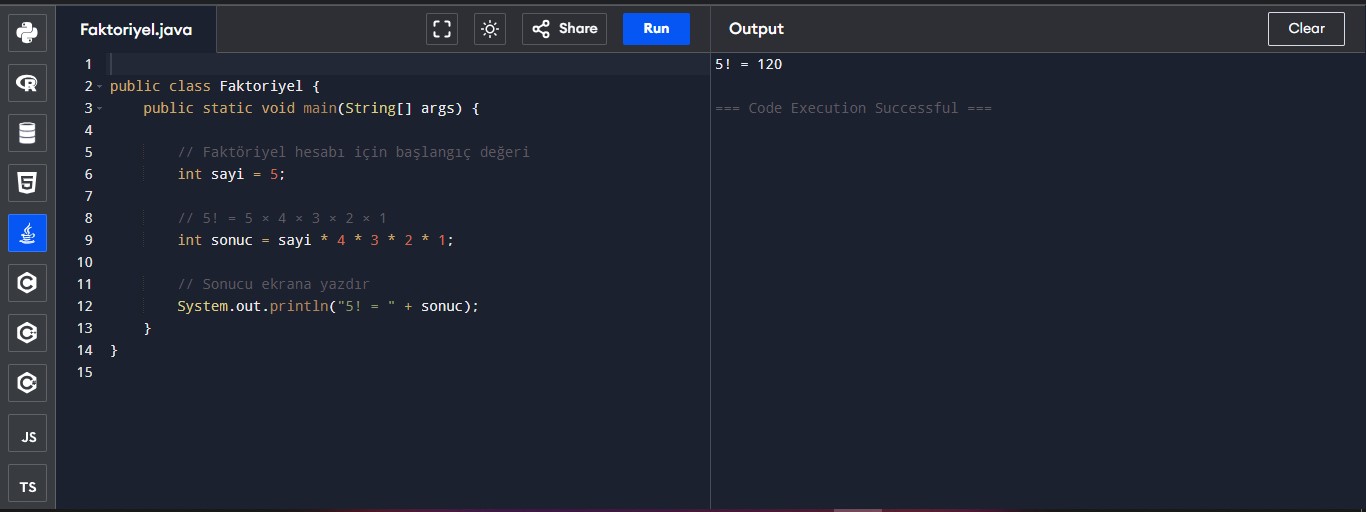 Faktoriyel.java
Share
Run
Output
Clear
1
2 public class Faktoriyel {
3     public static void main(String[] args) {
4
5         // Faktöriyel hesabı için başlangıç değeri
6         int sayi = 5;
7
8         // 5! = 5 × 4 × 3 × 2 × 1
9         int sonuc = sayi * 4 * 3 * 2 * 1;
10
11         // Sonucu ekrana yazdır
12         System.out.println("5! = " + sonuc);
13     }
14 }
15
5! = 120
=== Code Execution Successful ===
JS
TS